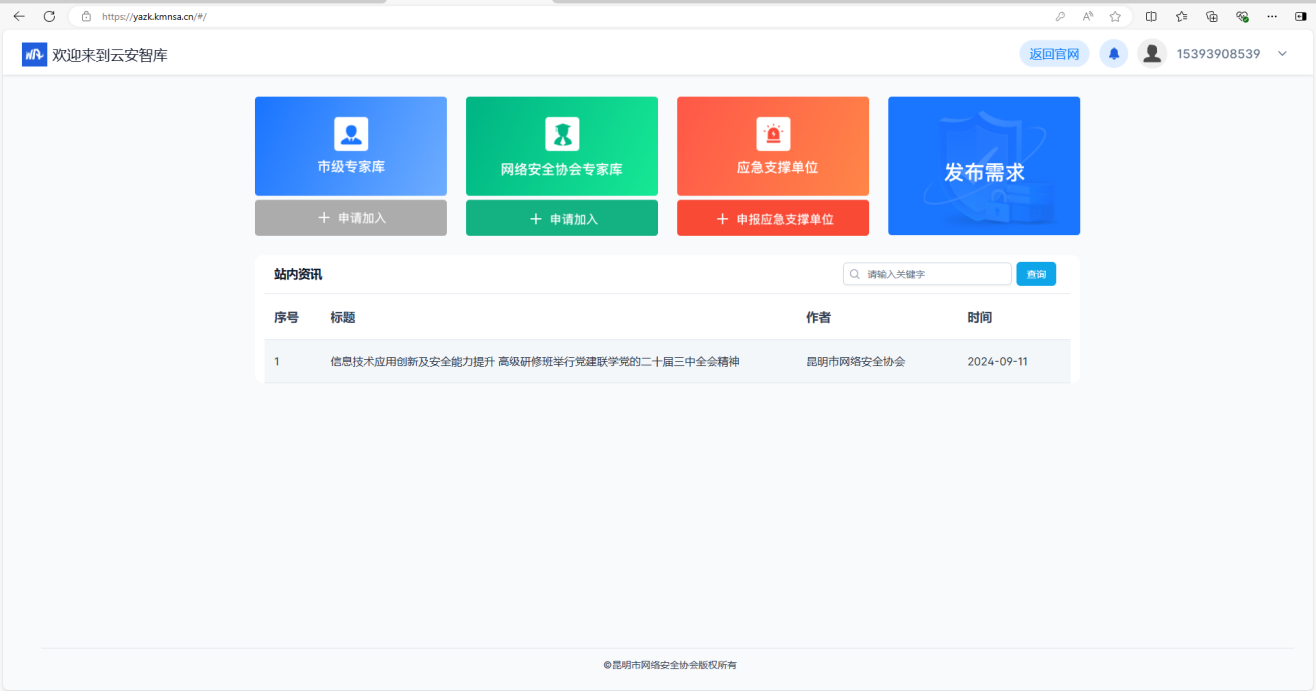 https://yazk.kmnsa.cn/#/
欢迎来到云安智库
返回官网
15393908539
市级专家库
网络安全协会专家库
应急支撑单位
发布需求
申请加入
申请加入
申报应急支撑单位
站内资讯
请输入关键字
查询
序号 标题 作者 时间
1 信息技术应用创新及安全能力提升 高级研修班举行党建联学党的二十届三中全会精神 昆明市网络安全协会 2024-09-11
©昆明市网络安全协会版权所有